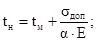 tн = tм + σдоп / (α · E);